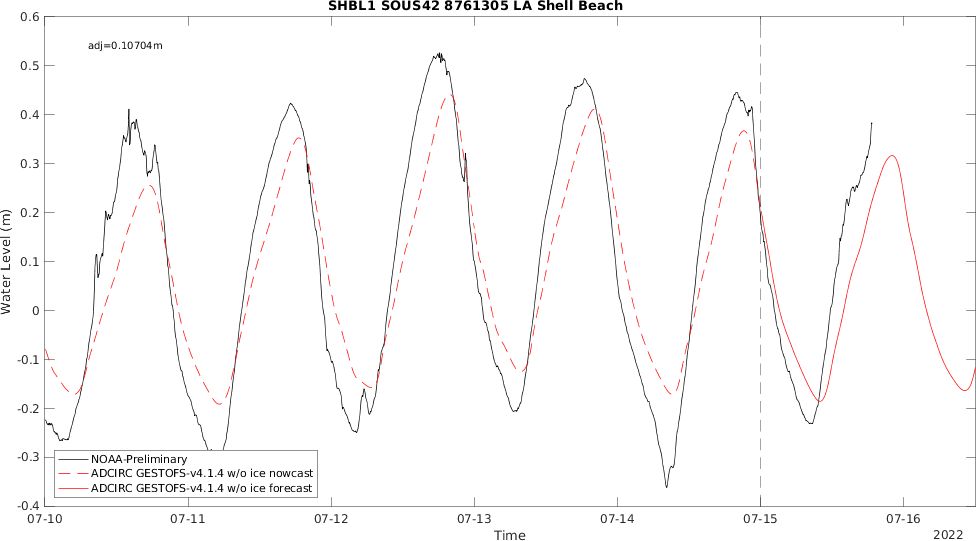 SHBL1 SOUS42 8761305 LA Shell Beach
adj=0.10704m
Water Level (m)
0.6
0.5
0.4
0.3
0.2
0.1
0
-0.1
-0.2
-0.3
-0.4
NOAA-Preliminary
ADCIRC GESTOFS-v4.1.4 w/o ice nowcast
ADCIRC GESTOFS-v4.1.4 w/o ice forecast
07-10 07-11 07-12 07-13 07-14 07-15 07-16
Time
2022